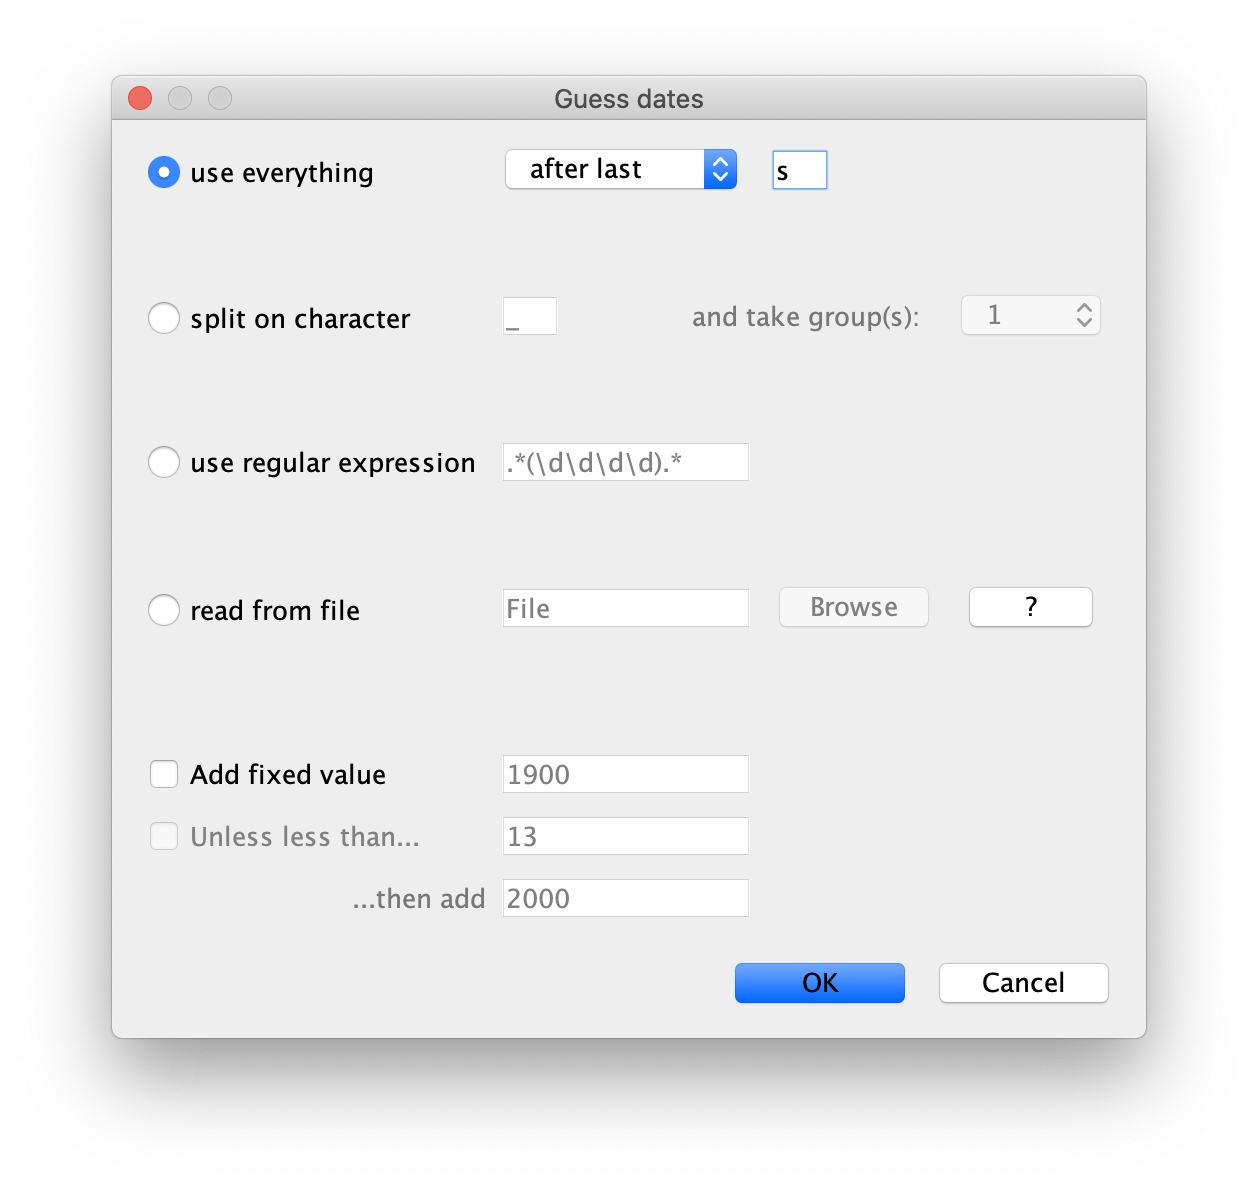 Guess dates
use everything after last s
split on character _ and take group(s): 1
use regular expression .*(\d\d\d\d).*
read from file File Browse ?
Add fixed value 1900
Unless less than... 13
...then add 2000
OK Cancel